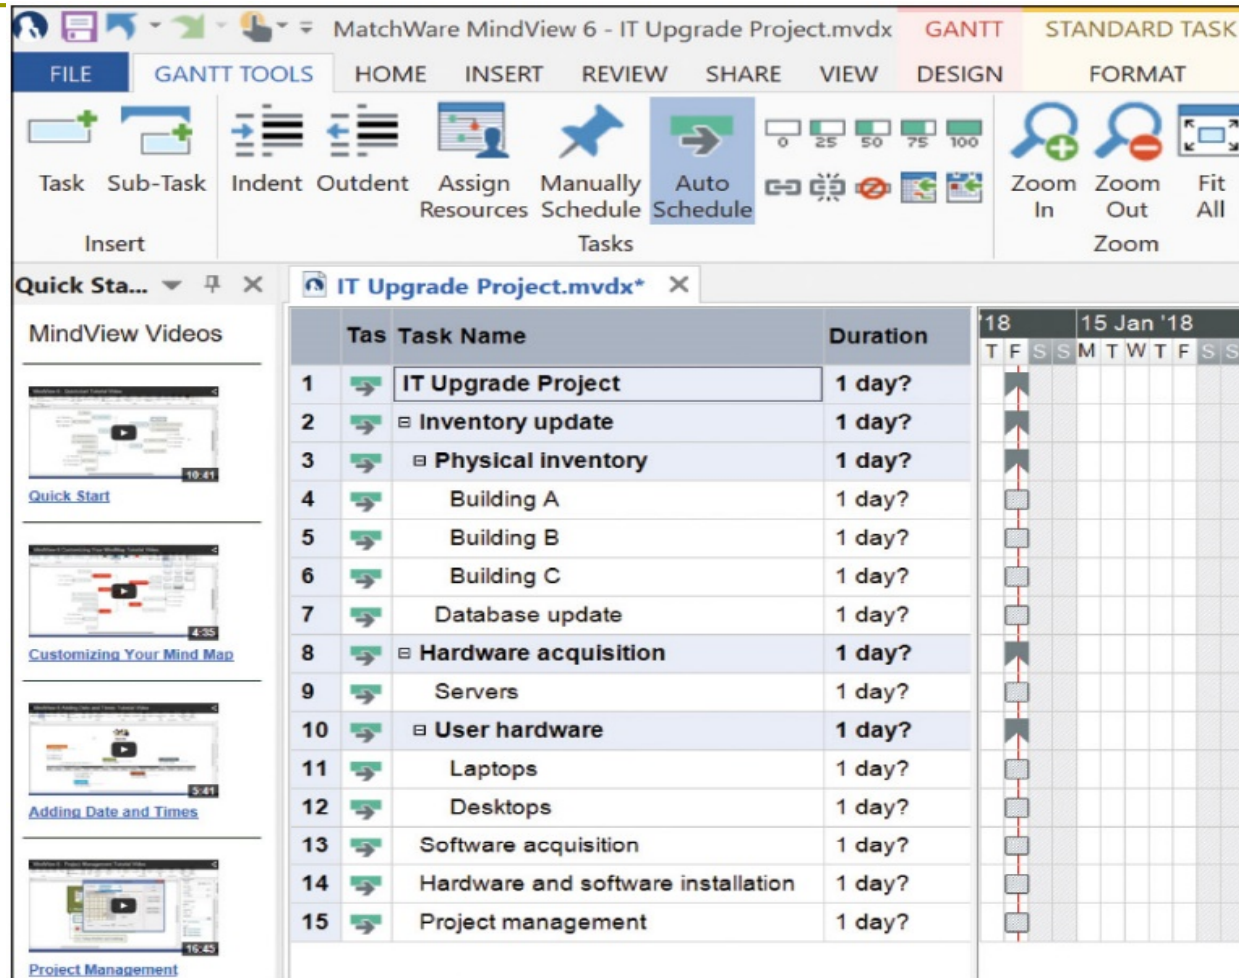 MatchWare MindView 6 - IT Upgrade Project.mvdx GANTT STANDARD TASK
FILE GANTT TOOLS HOME INSERT REVIEW SHARE VIEW DESIGN FORMAT
0 25 50 75 100
Task Sub-Task Indent Outdent Assign Resources Manually Schedule Auto Schedule Zoom In Zoom Out Fit All
Insert Tasks Zoom
Quick Sta... IT Upgrade Project.mvdx*
MindView Videos
10:41
Quick Start
4:35
Customizing Your Mind Map
5:41
Adding Date and Times
16:45
Project Management
Tas Task Name Duration '18 15 Jan '18
T F S S M T W T F S S
1 IT Upgrade Project 1 day?
2 Inventory update 1 day?
3 Physical inventory 1 day?
4 Building A 1 day?
5 Building B 1 day?
6 Building C 1 day?
7 Database update 1 day?
8 Hardware acquisition 1 day?
9 Servers 1 day?
10 User hardware 1 day?
11 Laptops 1 day?
12 Desktops 1 day?
13 Software acquisition 1 day?
14 Hardware and software installation 1 day?
15 Project management 1 day?